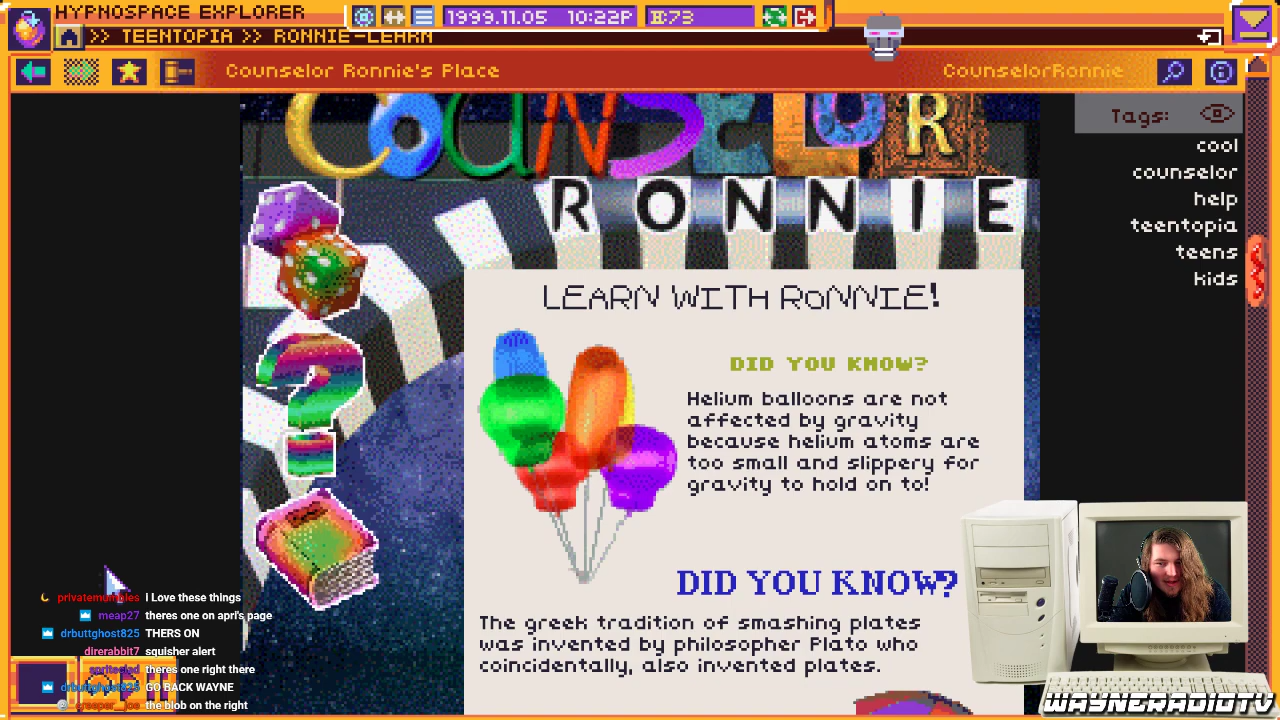 HYPNOSPACE EXPLORER
1999.11.05 10:22P
73
>> TEENTOPIA >> RONNIE-LEARN
Counselor Ronnie's Place
CounselorRonnie
COUNSELOR
RONNIE
Tags:
cool
counselor
help
teentopia
teens
kids
LEARN WITH RONNIE!
DID YOU KNOW?
Helium balloons are not
affected by gravity
because helium atoms are
too small and slippery for
gravity to hold on to!
DID YOU KNOW?
The greek tradition of smashing plates
was invented by philosopher Plato who
coincidentally, also invented plates.
privatemumbles I Love these things
meap27 theres one on apri's page
drbuttghost825 THERS ON
direrabbit7 squisher alert
theres one right there
drbuttghost825 GO BACK WAYNE
creeper__joe the blob on the right
WAYNERADIOTV